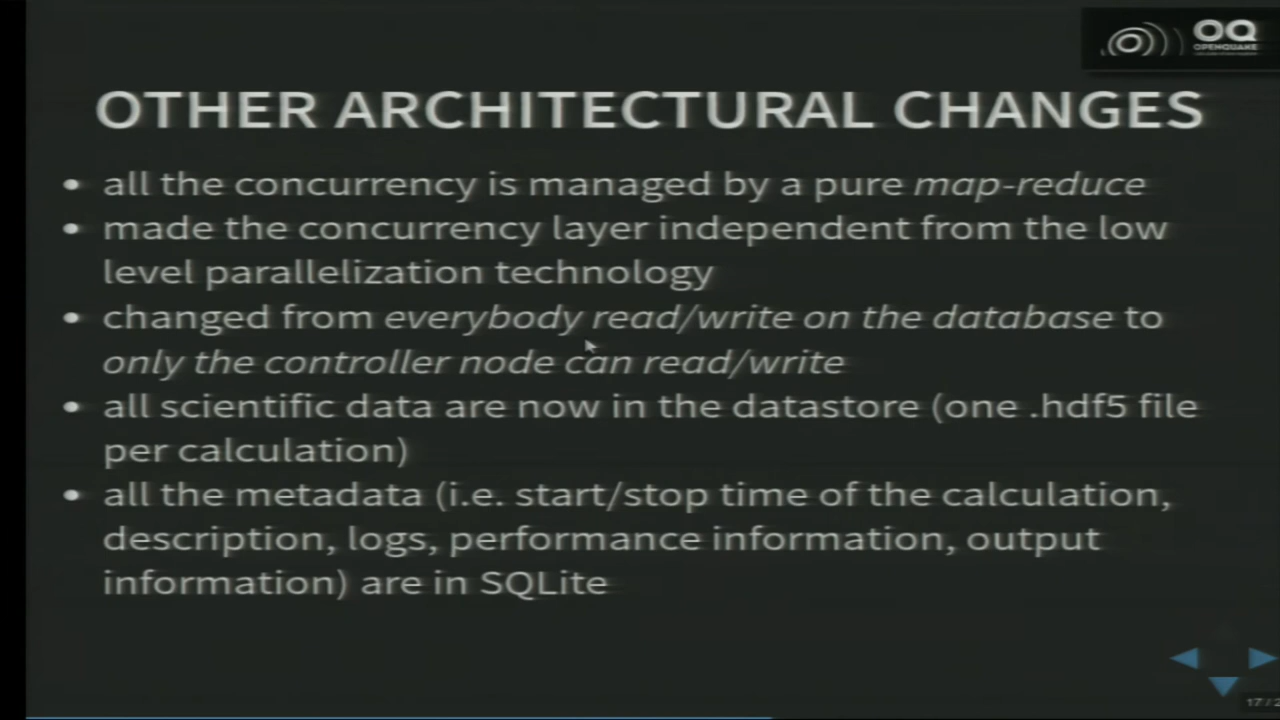 OQ
OPENQUAKE
OTHER ARCHITECTURAL CHANGES
• all the concurrency is managed by a pure map-reduce
• made the concurrency layer independent from the low
level parallelization technology
• changed from everybody read/write on the database to
only the controller node can read/write
• all scientific data are now in the datastore (one .hdf5 file
per calculation)
• all the metadata (i.e. start/stop time of the calculation,
description, logs, performance information, output
information) are in SQLite